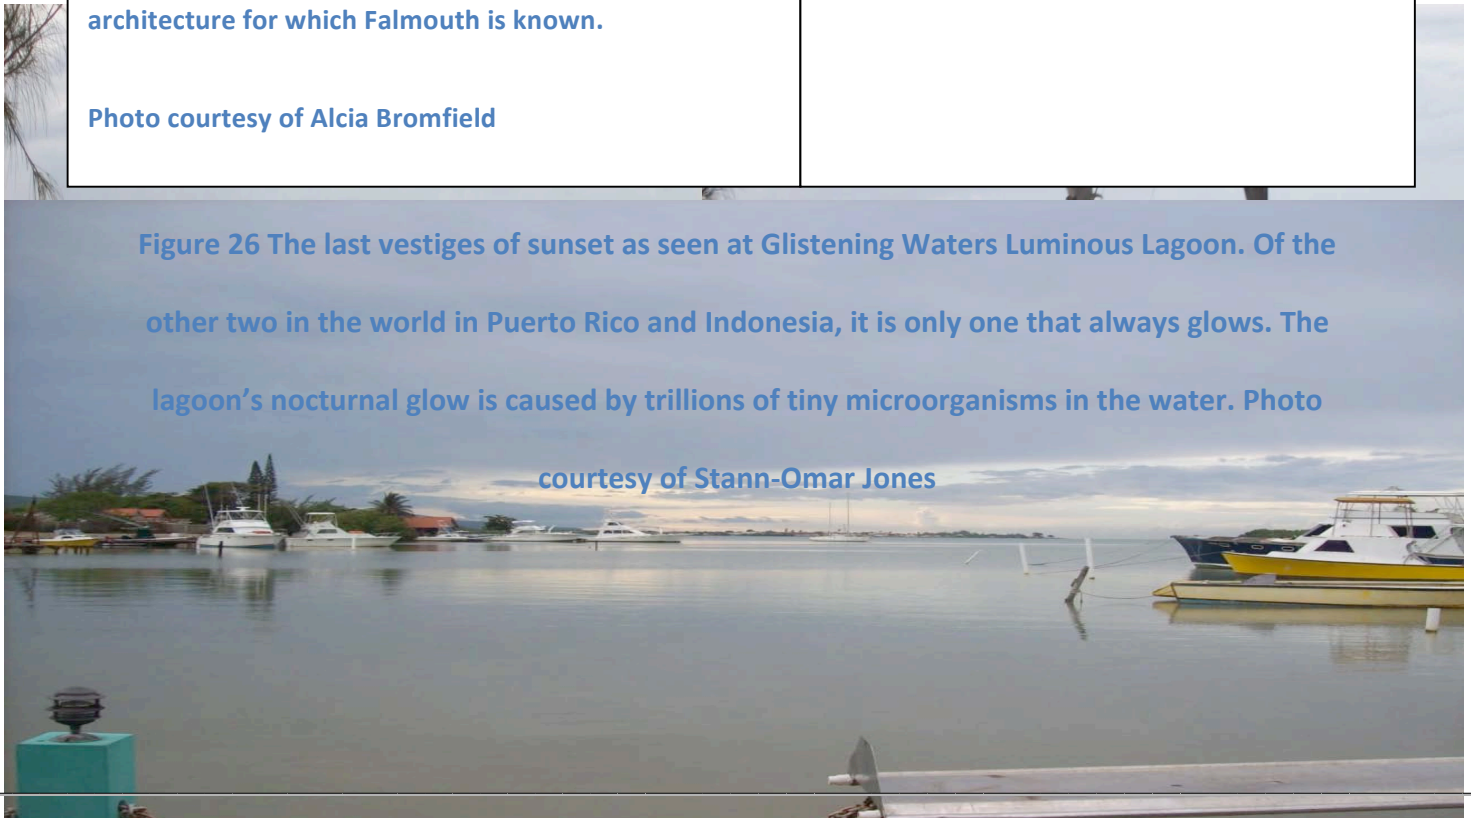 architecture for which Falmouth is known.
Photo courtesy of Alcia Bromfield
Figure 26 The last vestiges of sunset as seen at Glistening Waters Luminous Lagoon. Of the
other two in the world in Puerto Rico and Indonesia, it is only one that always glows. The
lagoon’s nocturnal glow is caused by trillions of tiny microorganisms in the water. Photo
courtesy of Stann-Omar Jones